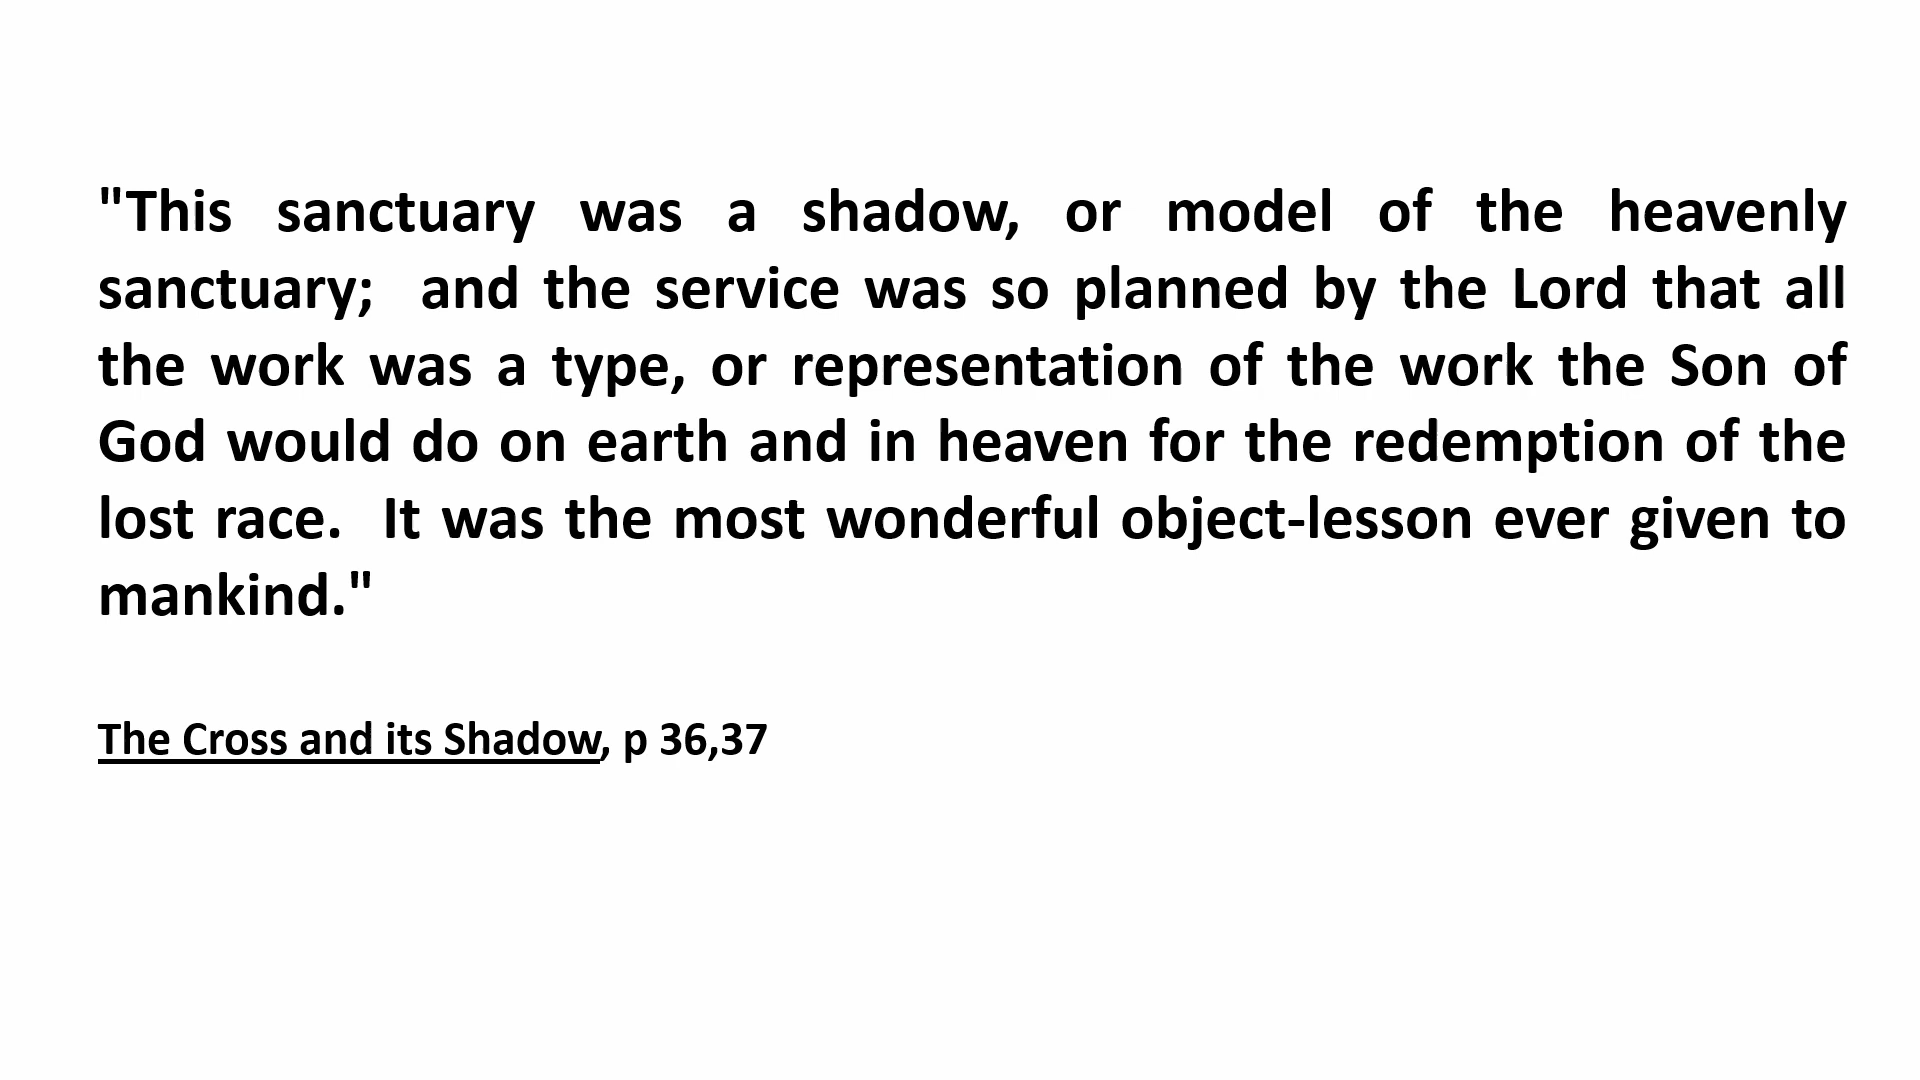 "This sanctuary was a shadow, or model of the heavenly
sanctuary;  and the service was so planned by the Lord that all
the work was a type, or representation of the work the Son of
God would do on earth and in heaven for the redemption of the
lost race.  It was the most wonderful object-lesson ever given to
mankind."
The Cross and its Shadow, p 36,37